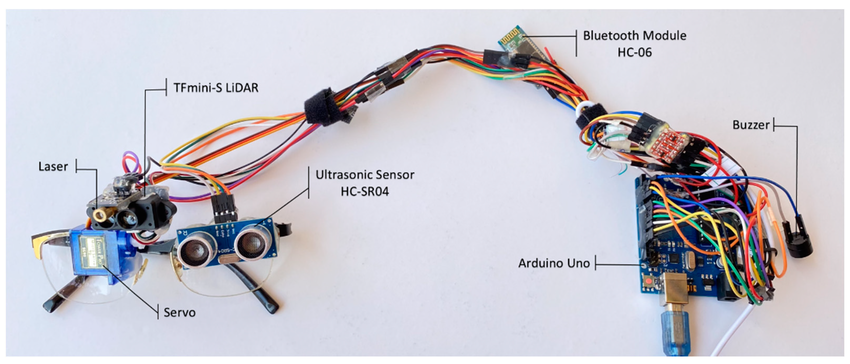 Bluetooth Module
HC-06
TFmini-S LiDAR
Buzzer
Laser
Ultrasonic Sensor
HC-SR04
Arduino Uno
Servo